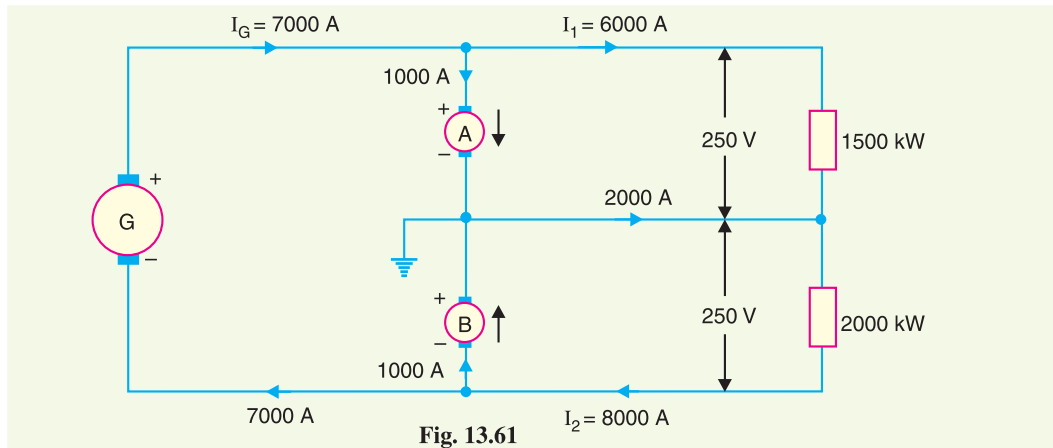 I_G = 7000 A
I_1 = 6000 A
1000 A
+
A
−
250 V
1500 kW
+
G
−
2000 A
+
B
−
250 V
2000 kW
1000 A
7000 A
I_2 = 8000 A
Fig. 13.61